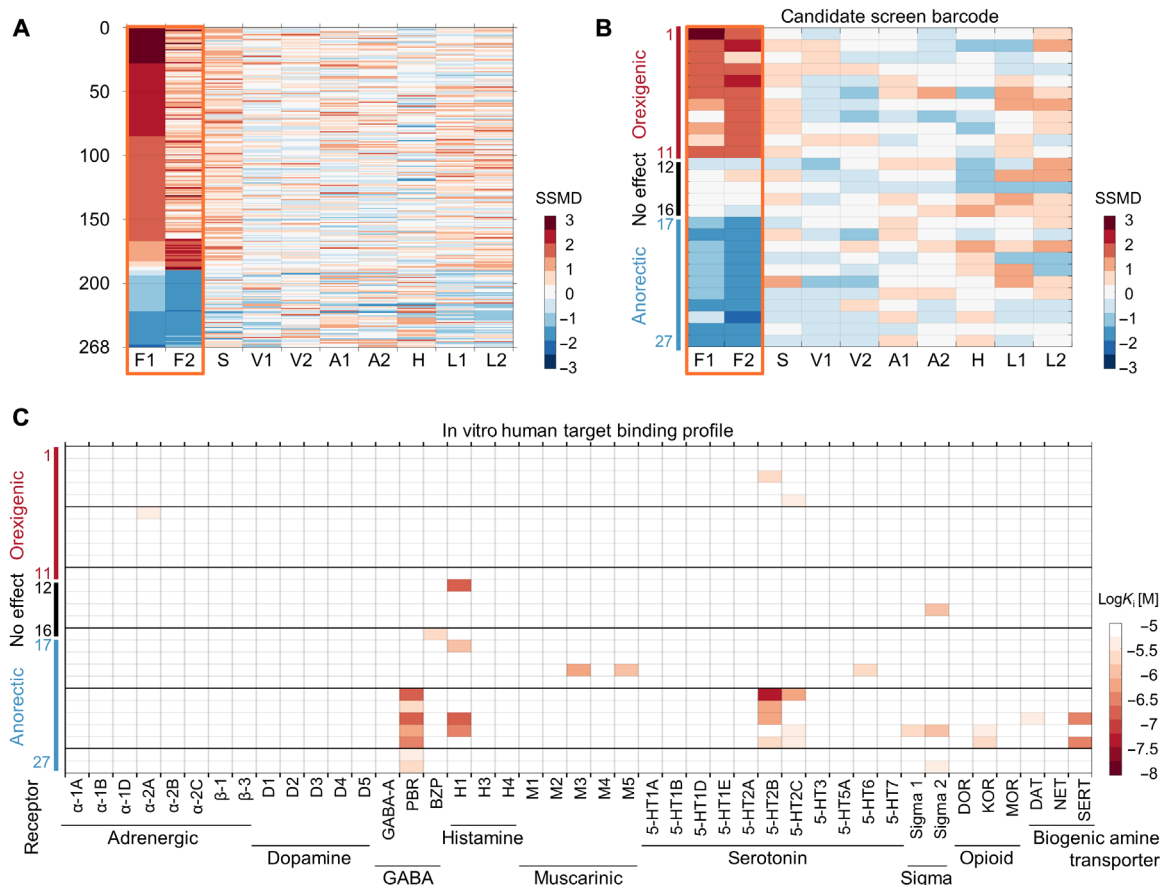 A
0
50
100
150
200
268
F1 F2 S V1 V2 A1 A2 H L1 L2
SSMD
3
2
1
0
−1
−2
−3
B
Candidate screen barcode
Orexigenic
No effect
Anorectic
1
11
12
16
17
27
F1 F2 S V1 V2 A1 A2 H L1 L2
SSMD
3
2
1
0
−1
−2
−3
C
In vitro human target binding profile
Orexigenic
No effect
Anorectic
1
11
12
16
17
27
LogKi [M]
−5
−5.5
−6
−6.5
−7
−7.5
−8
Receptor
α-1A
α-1B
α-1D
α-2A
α-2B
α-2C
β-1
β-3
D1
D2
D3
D4
D5
GABA-A
PBR
BZP
H1
H3
H4
M1
M2
M3
M4
M5
5-HT1A
5-HT1B
5-HT1D
5-HT1E
5-HT2A
5-HT2B
5-HT2C
5-HT3
5-HT5A
5-HT6
5-HT7
Sigma 1
Sigma 2
DOR
KOR
MOR
DAT
NET
SERT
Adrenergic
Dopamine
GABA
Histamine
Muscarinic
Serotonin
Sigma
Opioid
Biogenic amine
transporter